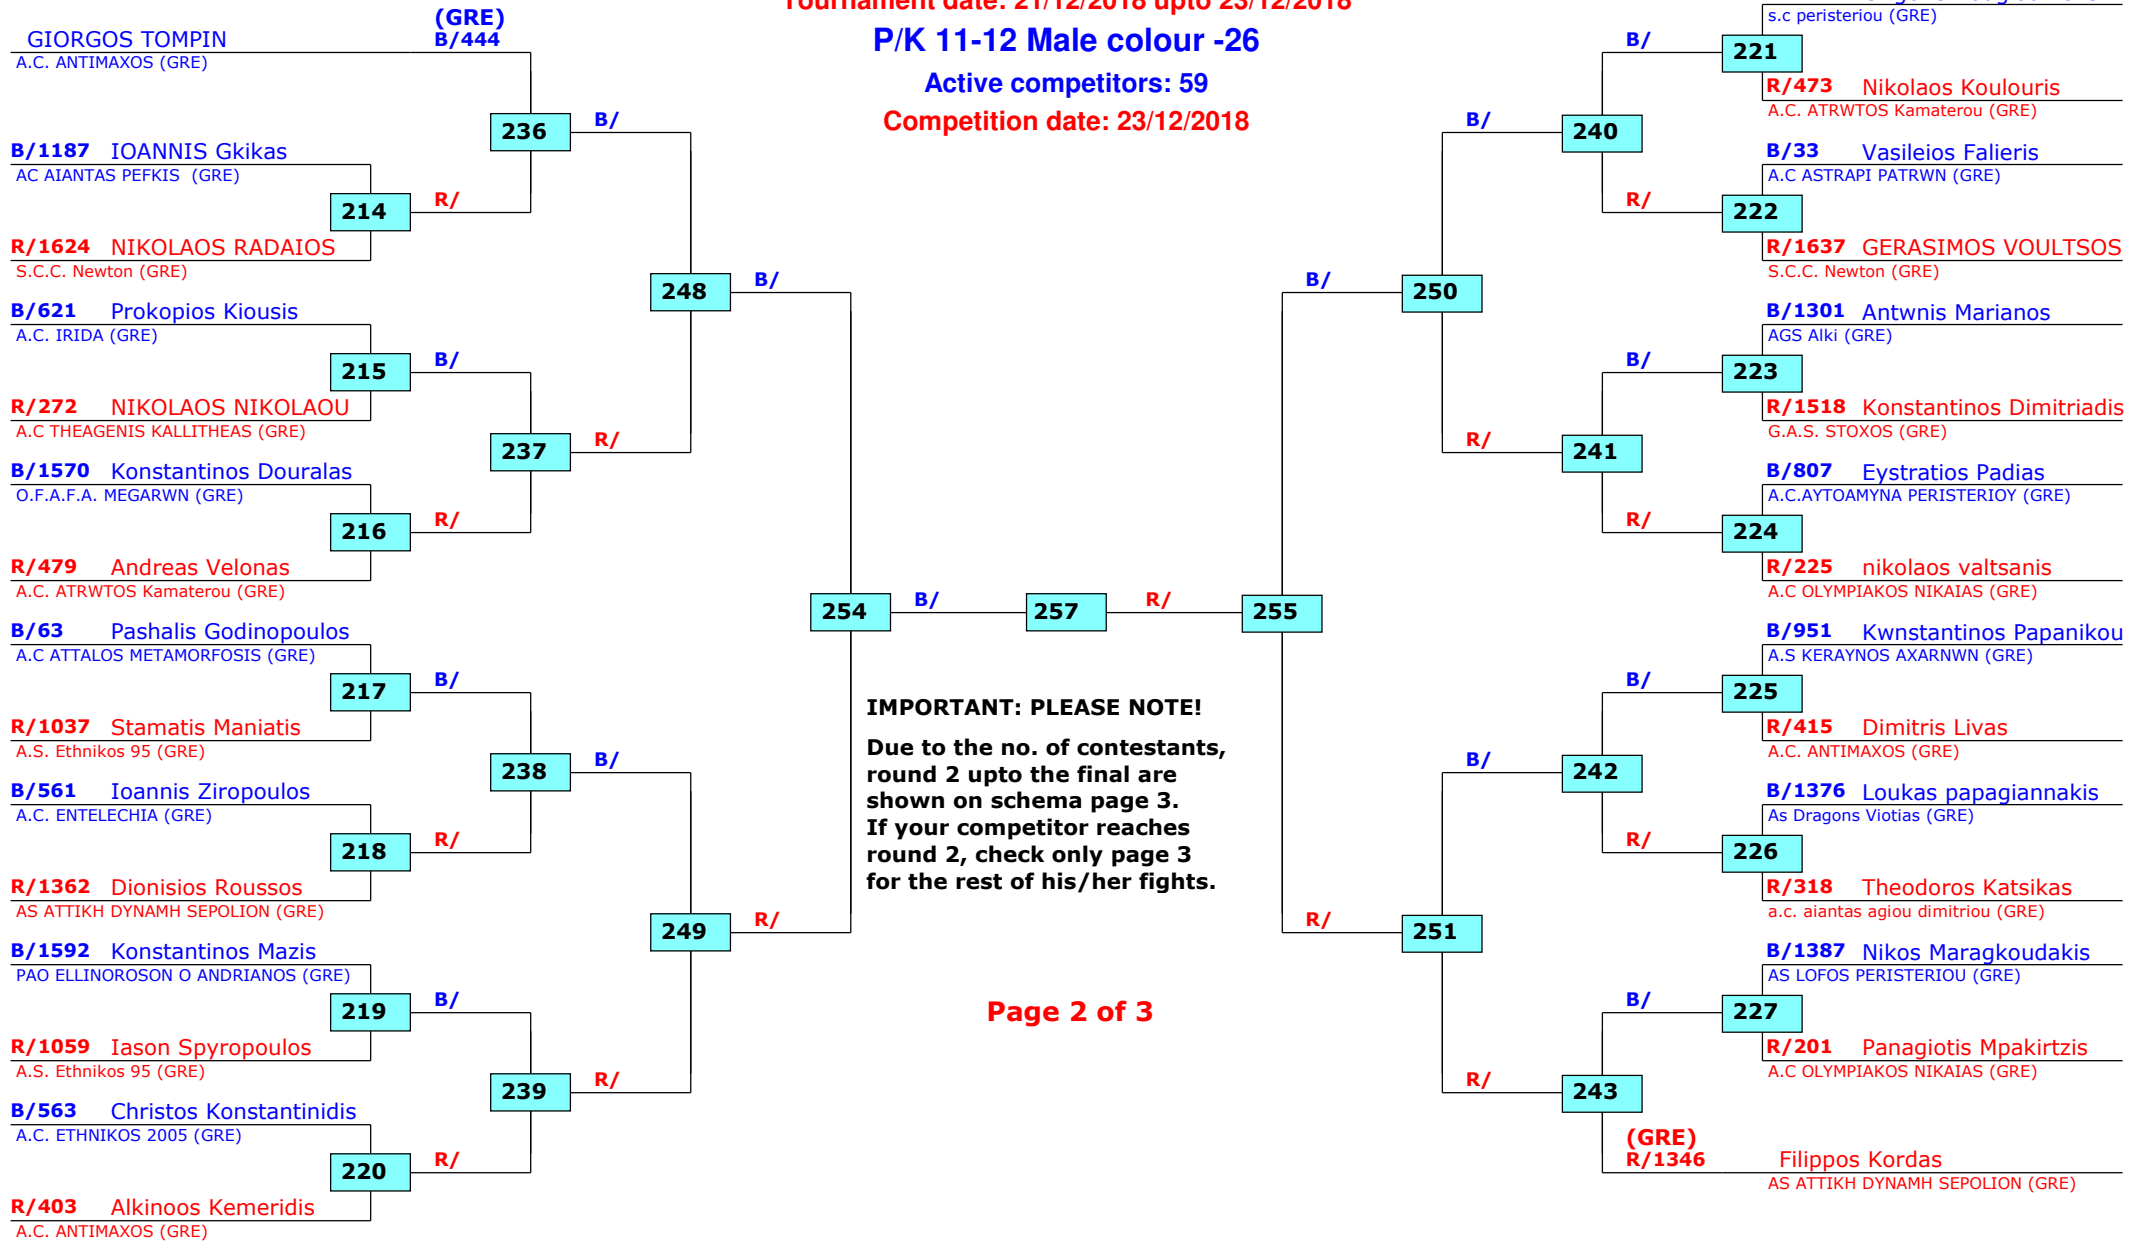 Tournament date: 21/12/2018 upto 23/12/2018
P/K 11-12 Male colour -26
Active competitors: 59
Competition date: 23/12/2018
(GRE)
GIORGOS TOMPIN B/444
A.C. ANTIMAXOS (GRE)
236 B/
B/1187 IOANNIS Gkikas
AC AIANTAS PEFKIS (GRE)
214 R/
R/1624 NIKOLAOS RADAIOS
S.C.C. Newton (GRE)
248 B/
B/621 Prokopios Kiousis
A.C. IRIDA (GRE)
215 B/
R/272 NIKOLAOS NIKOLAOU
A.C THEAGENIS KALLITHEAS (GRE)
237 R/
B/1570 Konstantinos Douralas
O.F.A.F.A. MEGARWN (GRE)
216 R/
R/479 Andreas Velonas
A.C. ATRWTOS Kamaterou (GRE)
254 B/ 257 R/ 255
B/63 Pashalis Godinopoulos
A.C ATTALOS METAMORFOSIS (GRE)
217 B/
R/1037 Stamatis Maniatis
A.S. Ethnikos 95 (GRE)
238 B/
B/561 Ioannis Ziropoulos
A.C. ENTELECHIA (GRE)
218 R/
R/1362 Dionisios Roussos
AS ATTIKH DYNAMH SEPOLION (GRE)
249 R/
B/1592 Konstantinos Mazis
PAO ELLINOROSON O ANDRIANOS (GRE)
219 B/
R/1059 Iason Spyropoulos
A.S. Ethnikos 95 (GRE)
239 R/
B/563 Christos Konstantinidis
A.C. ETHNIKOS 2005 (GRE)
220 R/
R/403 Alkinoos Kemeridis
A.C. ANTIMAXOS (GRE)
IMPORTANT: PLEASE NOTE!
Due to the no. of contestants,
round 2 upto the final are
shown on schema page 3.
If your competitor reaches
round 2, check only page 3
for the rest of his/her fights.
Page 2 of 3
s.c peristeriou (GRE)
B/ 221
R/473 Nikolaos Koulouris
A.C. ATRWTOS Kamaterou (GRE)
B/ 240
B/33 Vasileios Falieris
A.C ASTRAPI PATRWN (GRE)
R/ 222
R/1637 GERASIMOS VOULTSOS
S.C.C. Newton (GRE)
B/ 250
B/1301 Antwnis Marianos
AGS Alki (GRE)
B/ 223
R/1518 Konstantinos Dimitriadis
G.A.S. STOXOS (GRE)
R/ 241
B/807 Eystratios Padias
A.C.AYTOAMYNA PERISTERIOY (GRE)
R/ 224
R/225 nikolaos valtsanis
A.C OLYMPIAKOS NIKAIAS (GRE)
B/951 Kwnstantinos Papanikou
A.S KERAYNOS AXARNWN (GRE)
B/ 225
R/415 Dimitris Livas
A.C. ANTIMAXOS (GRE)
B/ 242
B/1376 Loukas papagiannakis
As Dragons Viotias (GRE)
R/ 226
R/318 Theodoros Katsikas
a.c. aiantas agiou dimitriou (GRE)
R/ 251
B/1387 Nikos Maragkoudakis
AS LOFOS PERISTERIOU (GRE)
B/ 227
R/201 Panagiotis Mpakirtzis
A.C OLYMPIAKOS NIKAIAS (GRE)
R/ 243
(GRE)
R/1346 Filippos Kordas
AS ATTIKH DYNAMH SEPOLION (GRE)